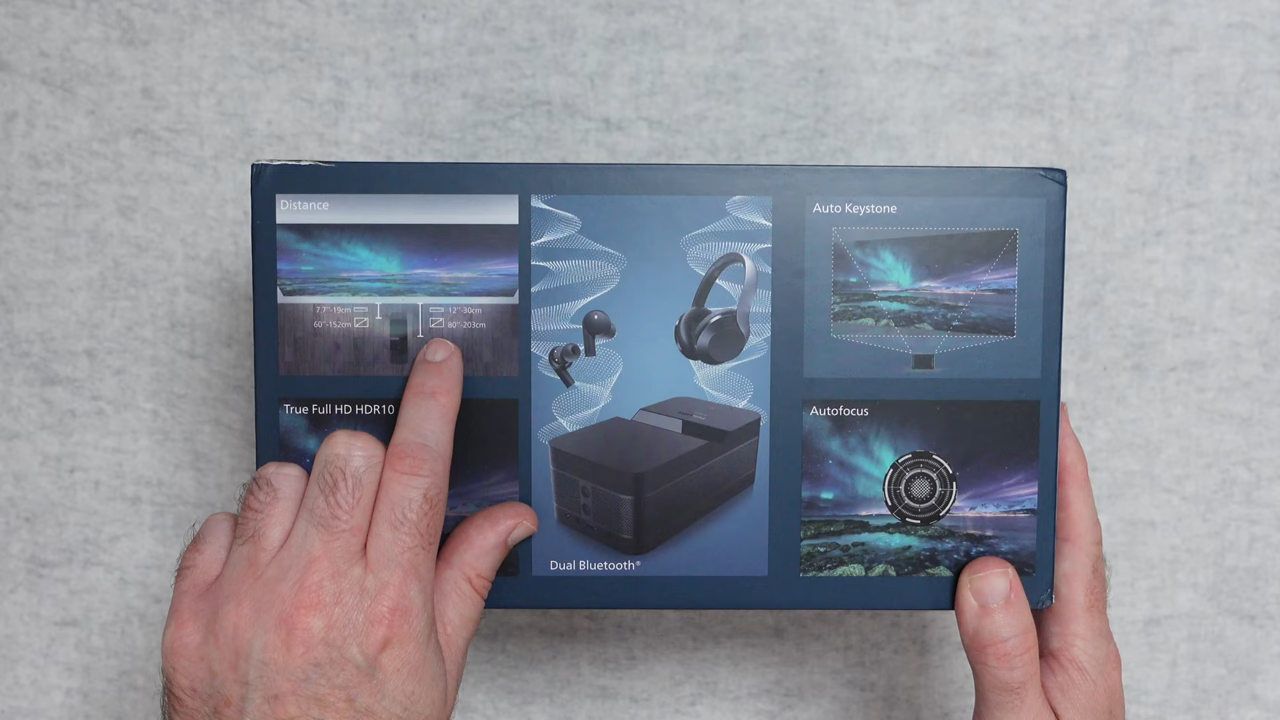 Distance
7.7''-19cm
60''-152cm
12''-30cm
80''-203cm
True Full HD HDR10
Dual Bluetooth®
Auto Keystone
Autofocus